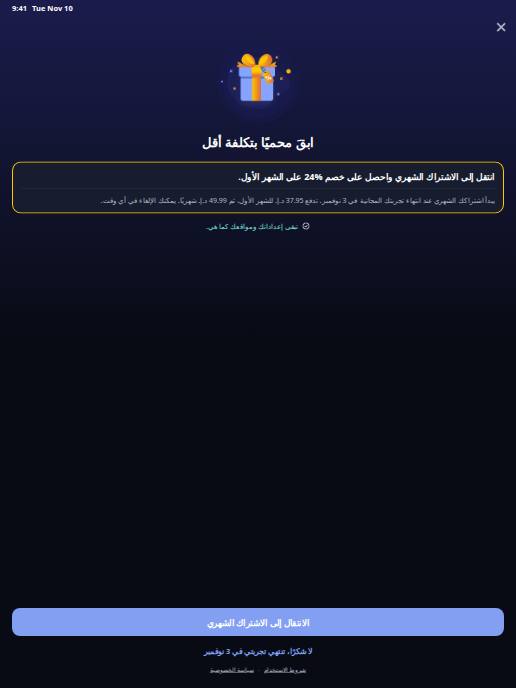 9:41 Tue Nov 10
ابقَ محميًا بتكلفة أقل
انتقل إلى الاشتراك الشهري واحصل على خصم 24% على الشهر الأول.
يبدأ اشتراكك الشهري عند انتهاء تجربتك المجانية في 3 نوفمبر. تدفع 37.95 د.إ. للشهر الأول، ثم 49.99 د.إ. شهريًا. يمكنك الإلغاء في أي وقت.
تبقى إعداداتك ومواقعك كما هي.
الانتقال إلى الاشتراك الشهري
لا شكرًا، تنتهي تجربتي في 3 نوفمبر
شروط الاستخدام · سياسة الخصوصية